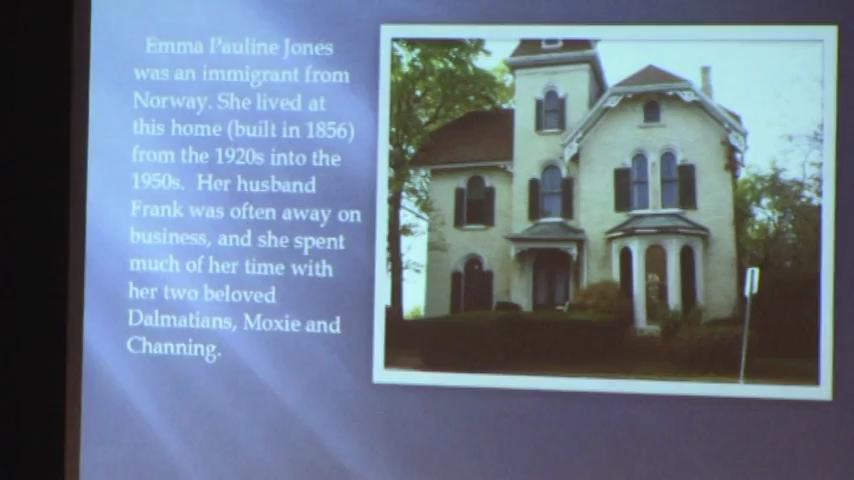 Emma Pauline Jones
was an immigrant from
Norway. She lived at
this home (built in 1856)
from the 1920s into the
1950s. Her husband
Frank was often away on
business, and she spent
much of her time with
her two beloved
Dalmatians, Moxie and
Channing.